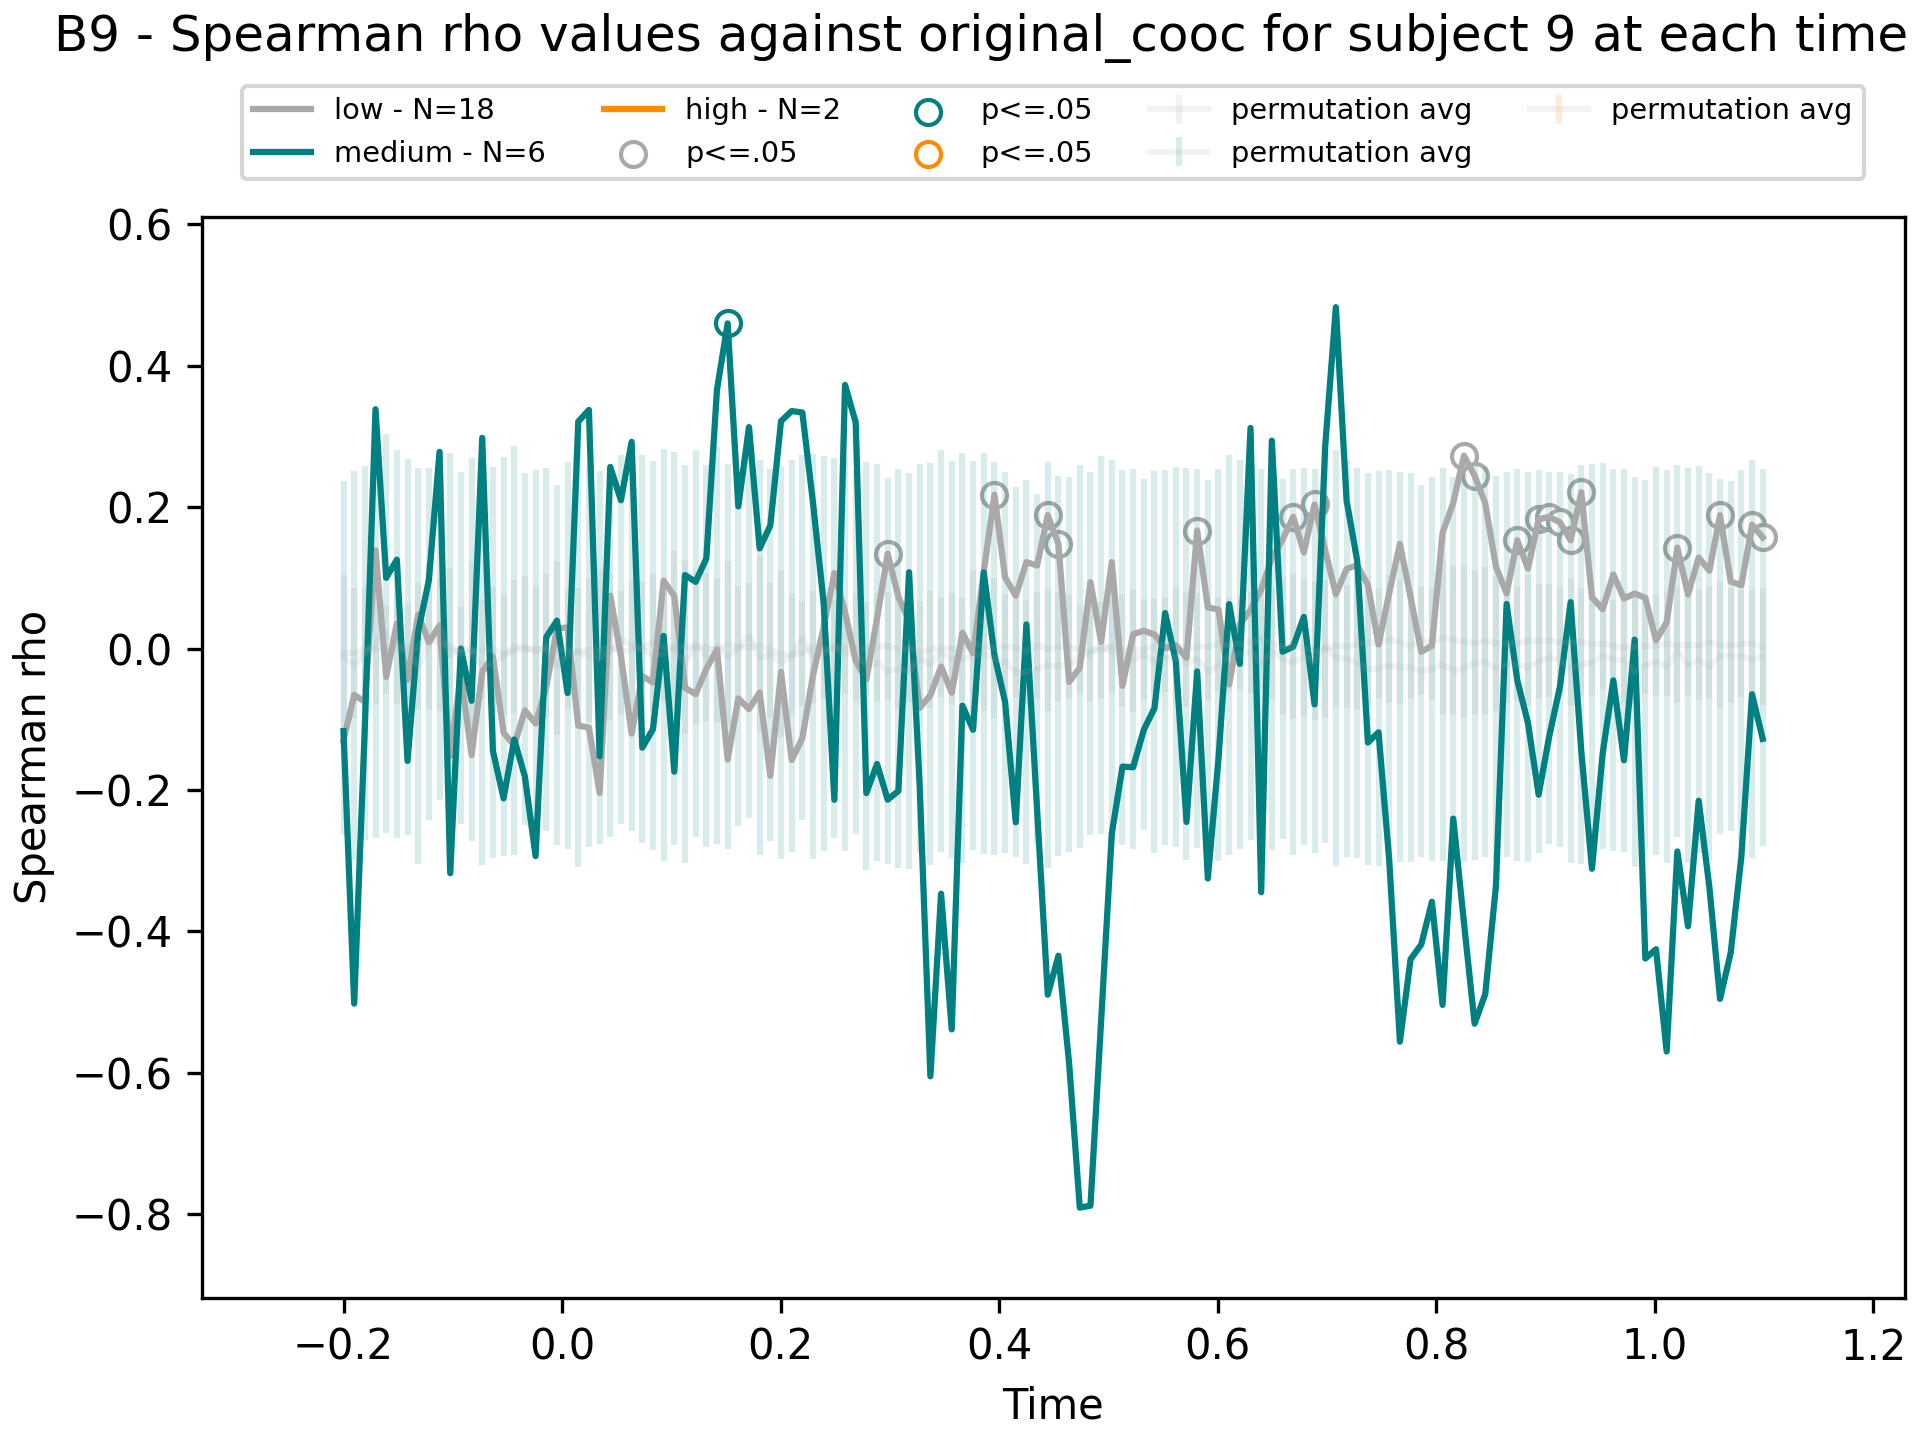 B9 - Spearman rho values against original_cooc for subject 9 at each time
low - N=18 high - N=2 p<=.05 permutation avg permutation avg
medium - N=6 p<=.05 p<=.05 permutation avg
0.6
0.4
0.2
0.0
−0.2
−0.4
−0.6
−0.8
Spearman rho
−0.2 0.0 0.2 0.4 0.6 0.8 1.0 1.2
Time